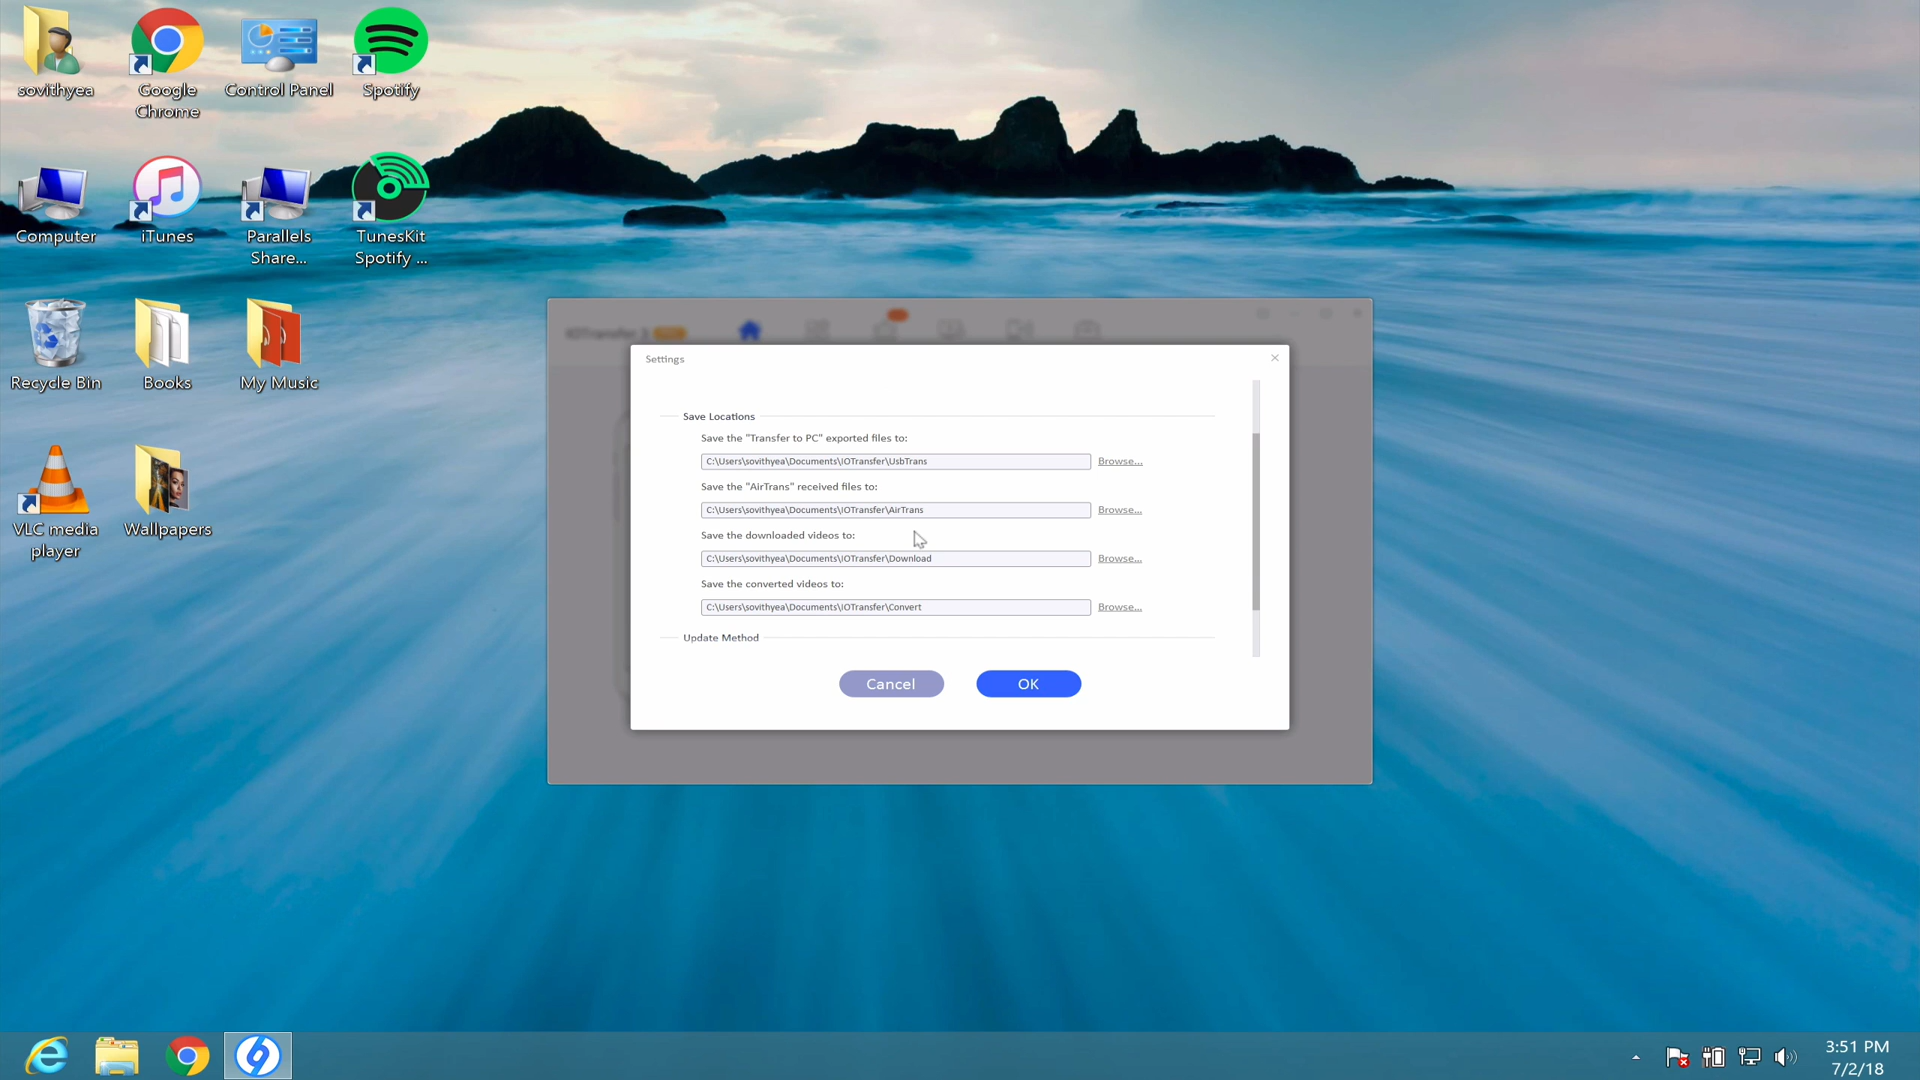 sovithyea
Google
Chrome
Control Panel
Spotify
Computer
iTunes
Parallels
Share...
TunesKit
Spotify ...
Recycle Bin
Books
My Music
VLC media
player
Wallpapers
IOTransfer 3
Settings
Save Locations
Save the "Transfer to PC" exported files to:
C:\Users\sovithyea\Documents\IOTransfer\UsbTrans
Browse...
Save the "AirTrans" received files to:
C:\Users\sovithyea\Documents\IOTransfer\AirTrans
Browse...
Save the downloaded videos to:
C:\Users\sovithyea\Documents\IOTransfer\Download
Browse...
Save the converted videos to:
C:\Users\sovithyea\Documents\IOTransfer\Convert
Browse...
Update Method
Cancel
OK
3:51 PM
7/2/18